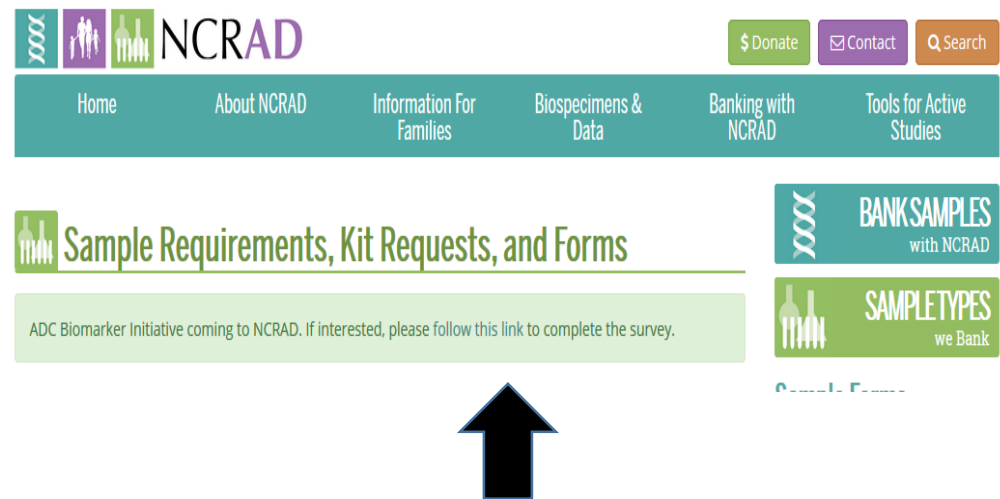 NCRAD
$ Donate
Contact
Search
Home
About NCRAD
Information For
Families
Biospecimens &
Data
Banking with
NCRAD
Tools for Active
Studies
Sample Requirements, Kit Requests, and Forms
ADC Biomarker Initiative coming to NCRAD. If interested, please follow this link to complete the survey.
BANK SAMPLES
with NCRAD
SAMPLE TYPES
we Bank